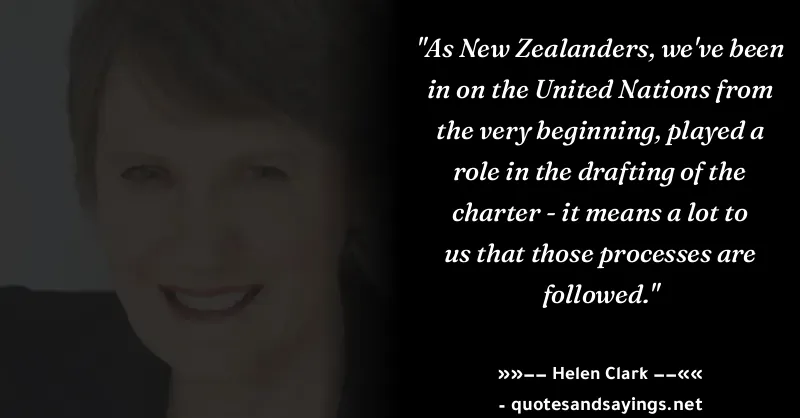 "As New Zealanders, we've been
in on the United Nations from
the very beginning, played a
role in the drafting of the
charter - it means a lot to
us that those processes are
followed."
»»–– Helen Clark ––««
- quotesandsayings.net